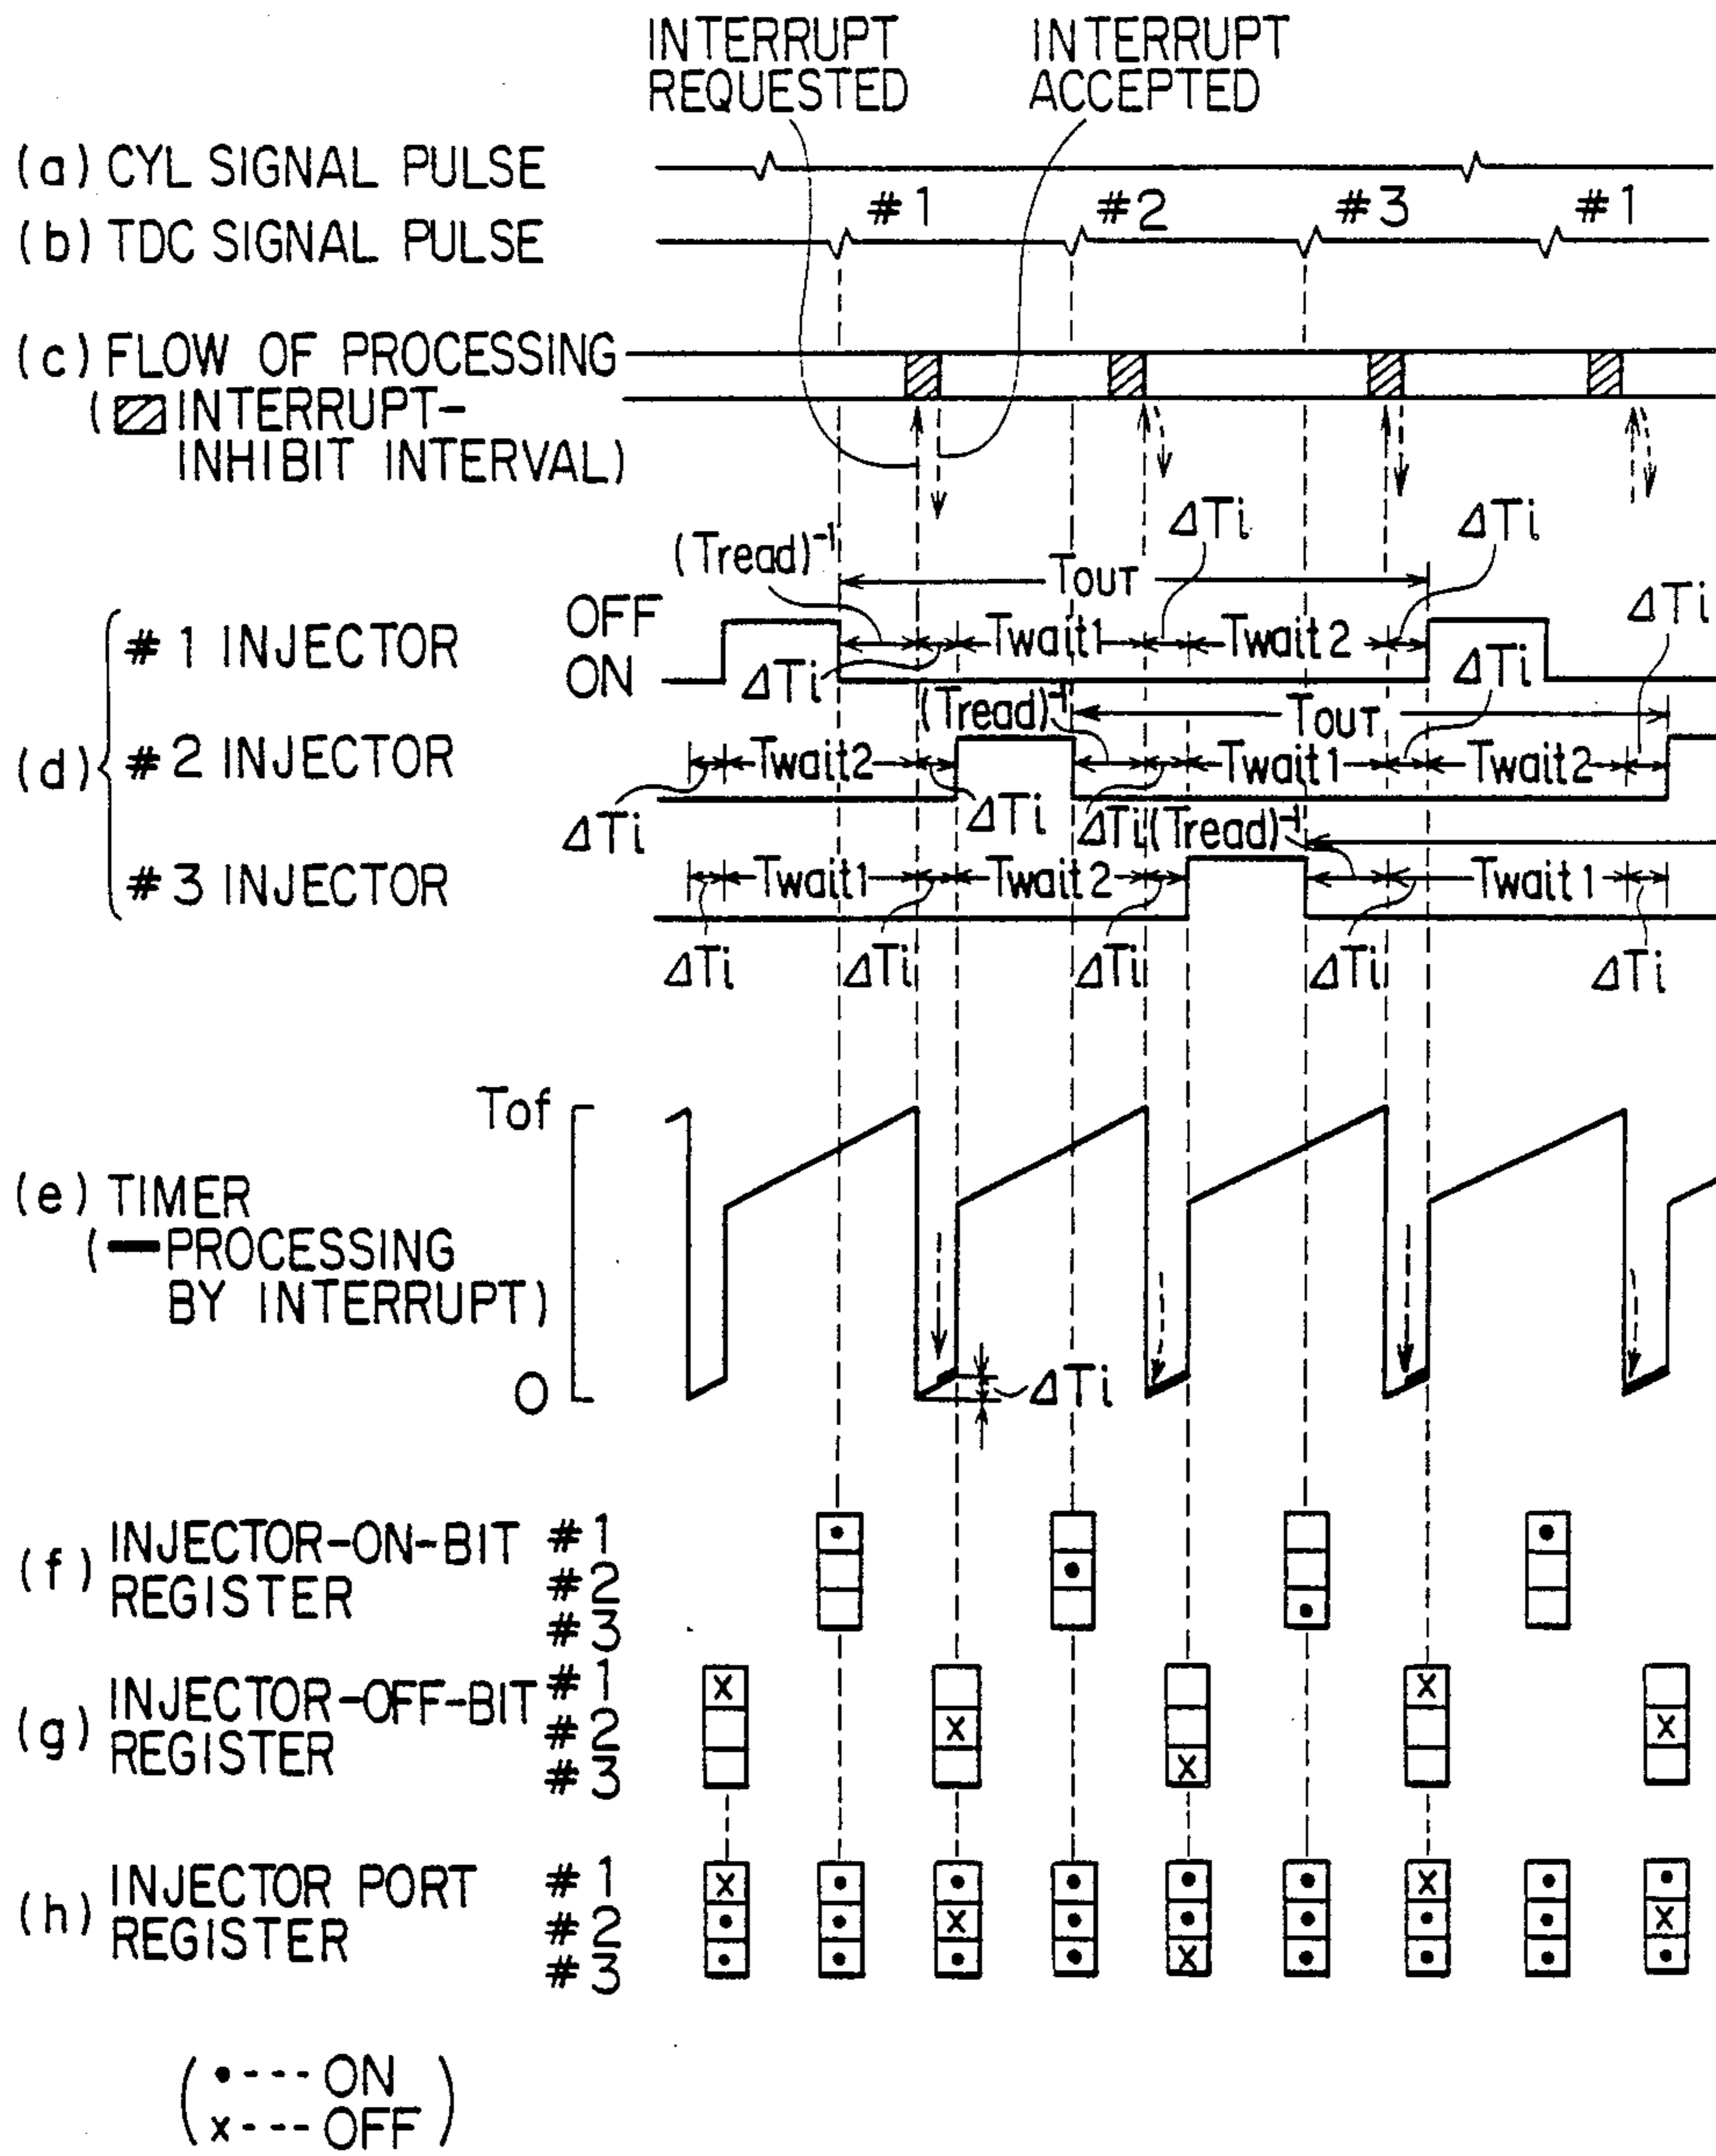 INTERRUPT REQUESTED
INTERRUPT ACCEPTED
(a) CYL SIGNAL PULSE
#1 #2 #3 #1
(b) TDC SIGNAL PULSE
(c) FLOW OF PROCESSING
( INTERRUPT-
INHIBIT INTERVAL)
ΔTi ΔTi
(Tread)⁻¹ TOUT ΔTi
OFF
# 1 INJECTOR Twait1 Twait2
ON ΔTi ΔTi
(Tread)⁻¹ TOUT
(d) # 2 INJECTOR Twait2 Twait1 Twait2
ΔTi ΔTi ΔTi (Tread)⁻¹
# 3 INJECTOR Twait1 Twait2 Twait1
ΔTi ΔTi ΔTi ΔTi ΔTi
Tof
(e) TIMER
( PROCESSING
BY INTERRUPT)
O ΔTi
(f) INJECTOR-ON-BIT REGISTER
#1
#2
#3
(g) INJECTOR-OFF-BIT REGISTER
#1
#2
#3
(h) INJECTOR PORT REGISTER
#1
#2
#3
( • --- ON
x --- OFF )